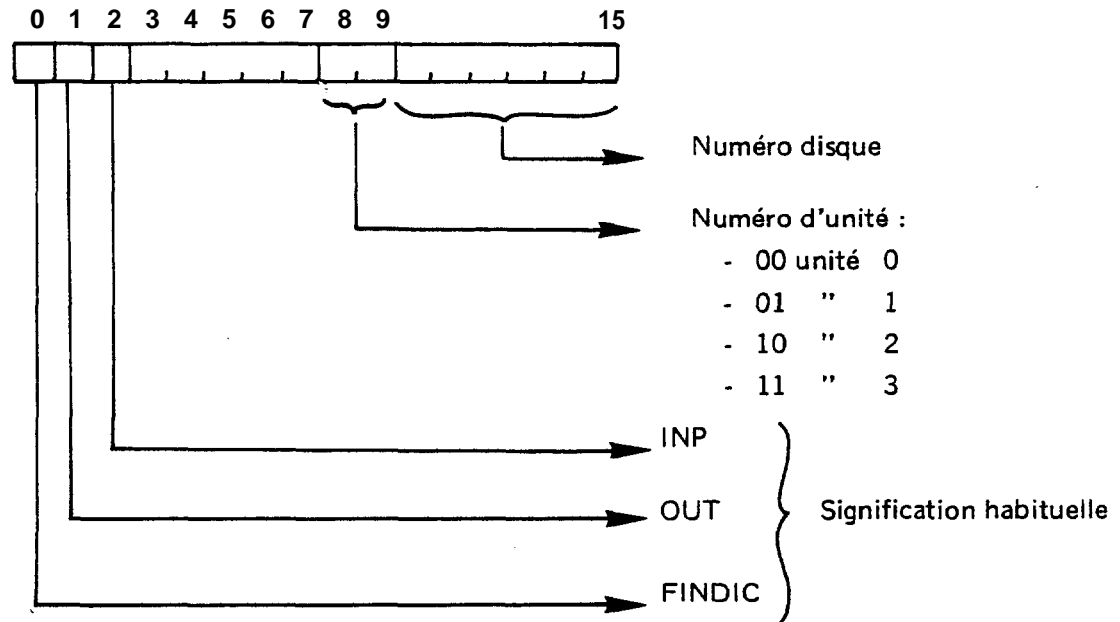 0 1 2 3 4 5 6 7 8 9 15
Numéro disque
Numéro d'unité :
- 00 unité 0
- 01 " 1
- 10 " 2
- 11 " 3
INP
OUT
Signification habituelle
FINDIC